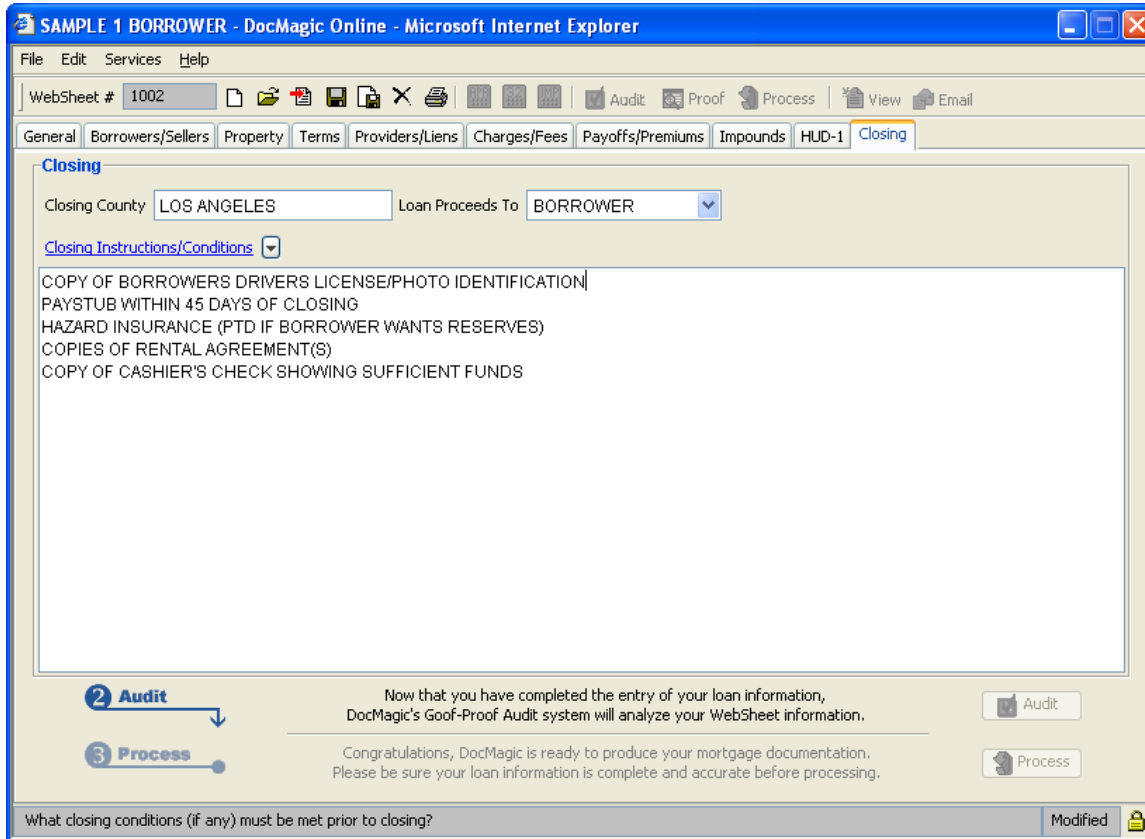 SAMPLE 1 BORROWER - DocMagic Online - Microsoft Internet Explorer
File Edit Services Help
WebSheet # 1002 Audit Proof Process View Email
General Borrowers/Sellers Property Terms Providers/Liens Charges/Fees Payoffs/Premiums Impounds HUD-1 Closing
Closing
Closing County LOS ANGELES Loan Proceeds To BORROWER
Closing Instructions/Conditions
COPY OF BORROWERS DRIVERS LICENSE/PHOTO IDENTIFICATION
PAYSTUB WITHIN 45 DAYS OF CLOSING
HAZARD INSURANCE (PTD IF BORROWER WANTS RESERVES)
COPIES OF RENTAL AGREEMENT(S)
COPY OF CASHIER'S CHECK SHOWING SUFFICIENT FUNDS
2 Audit
Now that you have completed the entry of your loan information,
DocMagic's Goof-Proof Audit system will analyze your WebSheet information.
Audit
3 Process
Congratulations, DocMagic is ready to produce your mortgage documentation.
Please be sure your loan information is complete and accurate before processing.
Process
What closing conditions (if any) must be met prior to closing? Modified